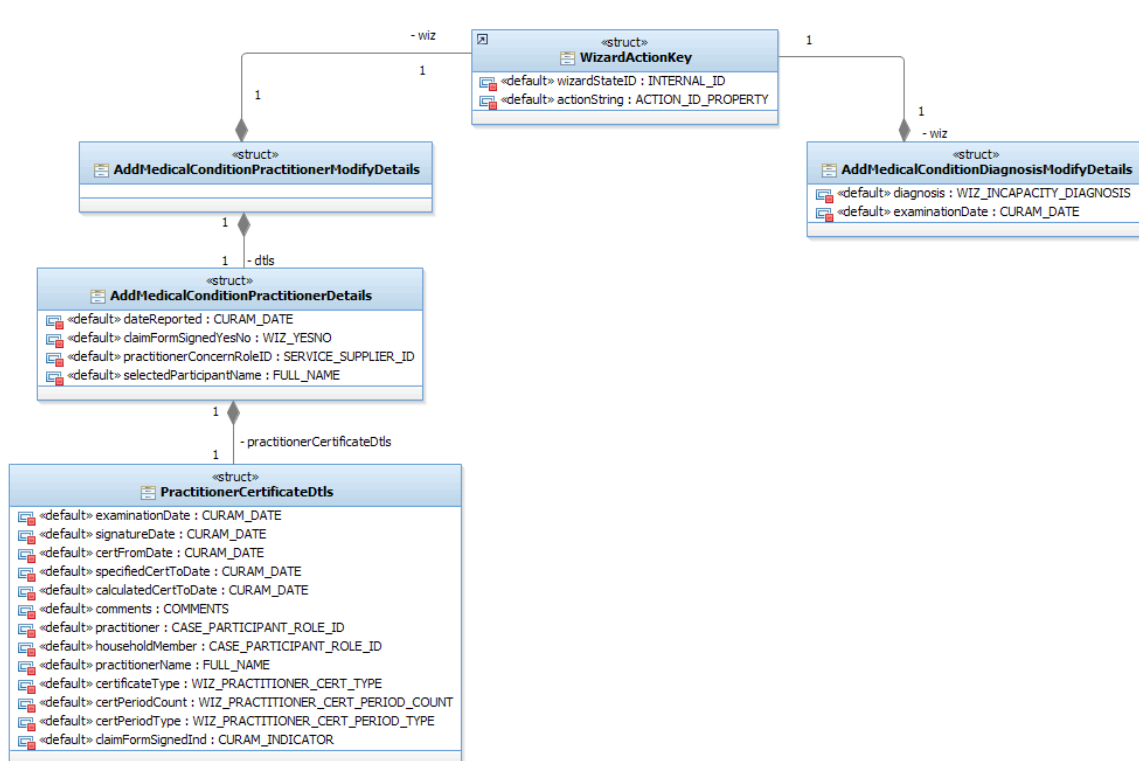 - wiz
1
1
«struct»
WizardActionKey
«default» wizardStateID : INTERNAL_ID
«default» actionString : ACTION_ID_PROPERTY
1
1
- wiz
«struct»
AddMedicalConditionPractitionerModifyDetails
«struct»
AddMedicalConditionDiagnosisModifyDetails
«default» diagnosis : WIZ_INCAPACITY_DIAGNOSIS
«default» examinationDate : CURAM_DATE
1
1
- dtls
«struct»
AddMedicalConditionPractitionerDetails
«default» dateReported : CURAM_DATE
«default» claimFormSignedYesNo : WIZ_YESNO
«default» practitionerConcernRoleID : SERVICE_SUPPLIER_ID
«default» selectedParticipantName : FULL_NAME
1
- practitionerCertificateDtls
1
«struct»
PractitionerCertificateDtls
«default» examinationDate : CURAM_DATE
«default» signatureDate : CURAM_DATE
«default» certFromDate : CURAM_DATE
«default» specifiedCertToDate : CURAM_DATE
«default» calculatedCertToDate : CURAM_DATE
«default» comments : COMMENTS
«default» practitioner : CASE_PARTICIPANT_ROLE_ID
«default» householdMember : CASE_PARTICIPANT_ROLE_ID
«default» practitionerName : FULL_NAME
«default» certificateType : WIZ_PRACTITIONER_CERT_TYPE
«default» certPeriodCount : WIZ_PRACTITIONER_CERT_PERIOD_COUNT
«default» certPeriodType : WIZ_PRACTITIONER_CERT_PERIOD_TYPE
«default» claimFormSignedInd : CURAM_INDICATOR